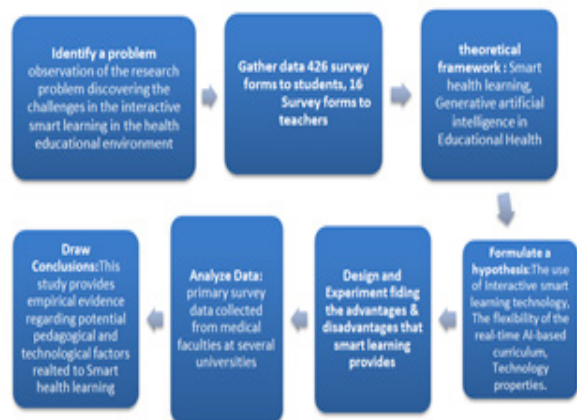 Identify a problem
observation of the research
problem discovering the
challenges in the interactive
smart learning in the health
educational environment
Gather data 426 survey
forms to students, 16
Survey forms to
teachers
theoretical
framework : Smart
health learning,
Generative artificial
intelligence in
Educational Health
Formulate a
hypothesis:The use
of Interactive smart
learning technology,
The flexibility of
the real-time AI-based
curriculum,
Technology
properties.
Design and
Experiment fiding
the advantages &
disadvantages that
smart learning
provides
Analyze Data:
primary survey
data collected
from medical
faculties at several
universities
Draw
Conclusions:This
study provides
empirical evidence
regarding potential
pedagogical and
technological factors
realted to Smart
health learning